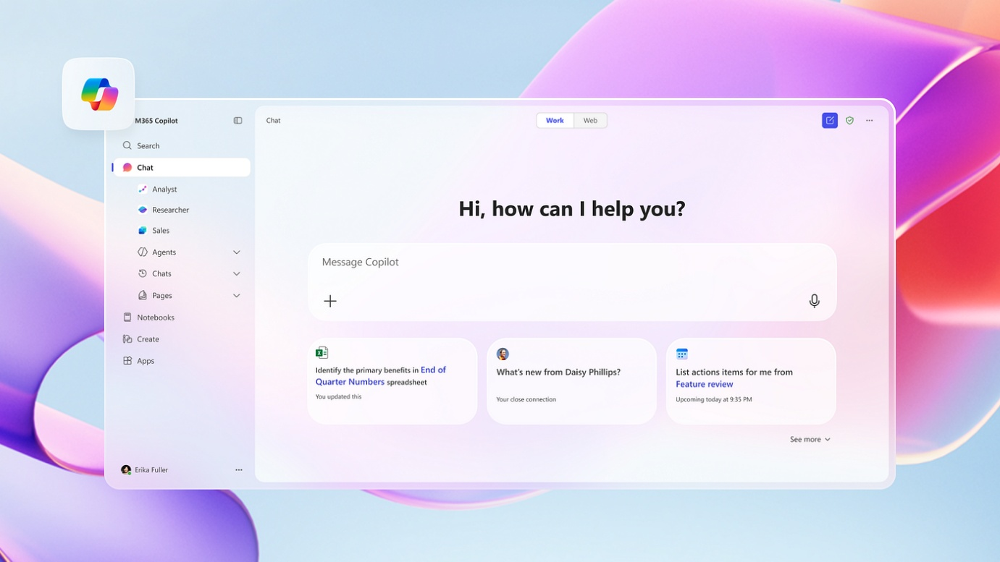 M365 Copilot
Search
Chat
Analyst
Researcher
Sales
Agents
Chats
Pages
Notebooks
Create
Apps
Erika Fuller
Chat
Work
Web
Hi, how can I help you?
Message Copilot
Identify the primary benefits in End of
Quarter Numbers spreadsheet
You updated this
What's new from Daisy Phillips?
Your close connection
List actions items for me from
Feature review
Upcoming today at 9:35 PM
See more